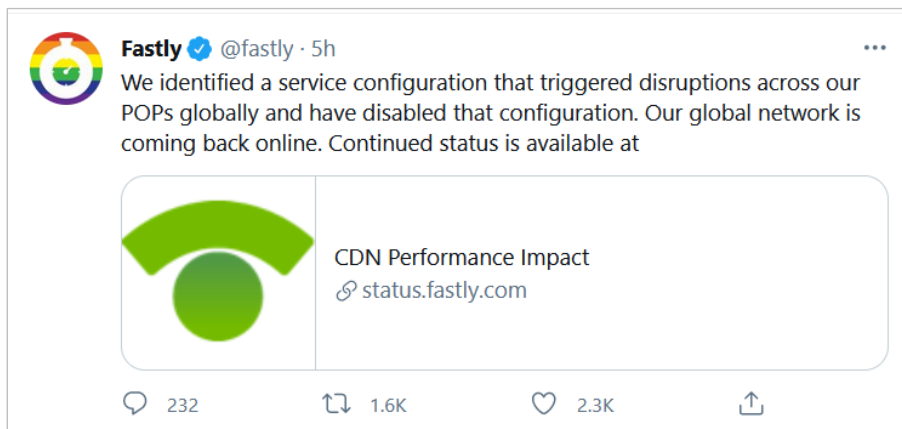 Fastly @fastly · 5h
We identified a service configuration that triggered disruptions across our
POPs globally and have disabled that configuration. Our global network is
coming back online. Continued status is available at
CDN Performance Impact
status.fastly.com
232 1.6K 2.3K